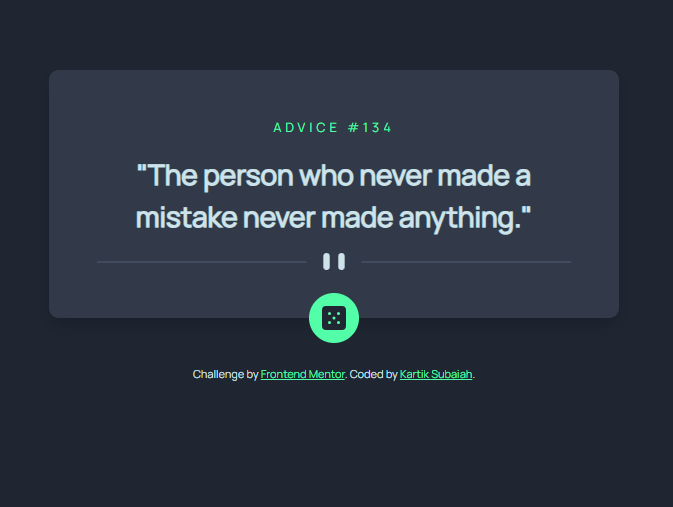 ADVICE #134
"The person who never made a
mistake never made anything."
Challenge by Frontend Mentor. Coded by Kartik Subaiah.